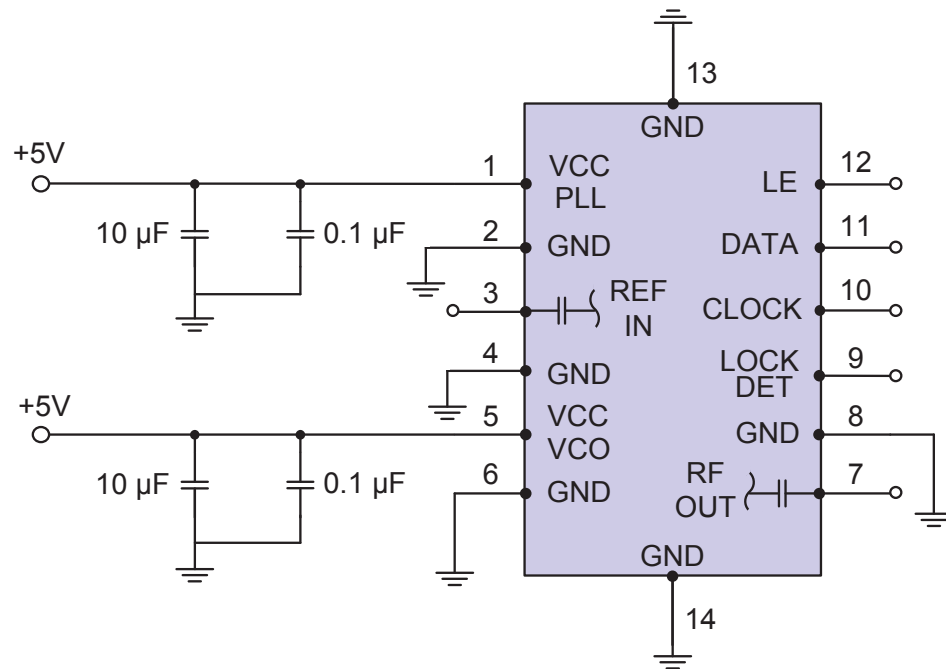 13
GND
+5V
1
VCC
PLL
10 µF
0.1 µF
2
GND
3
REF
IN
4
GND
+5V
5
VCC
VCO
10 µF
0.1 µF
6
GND
LE
12
DATA
11
CLOCK
10
LOCK
DET
9
GND
8
RF
OUT
7
GND
14